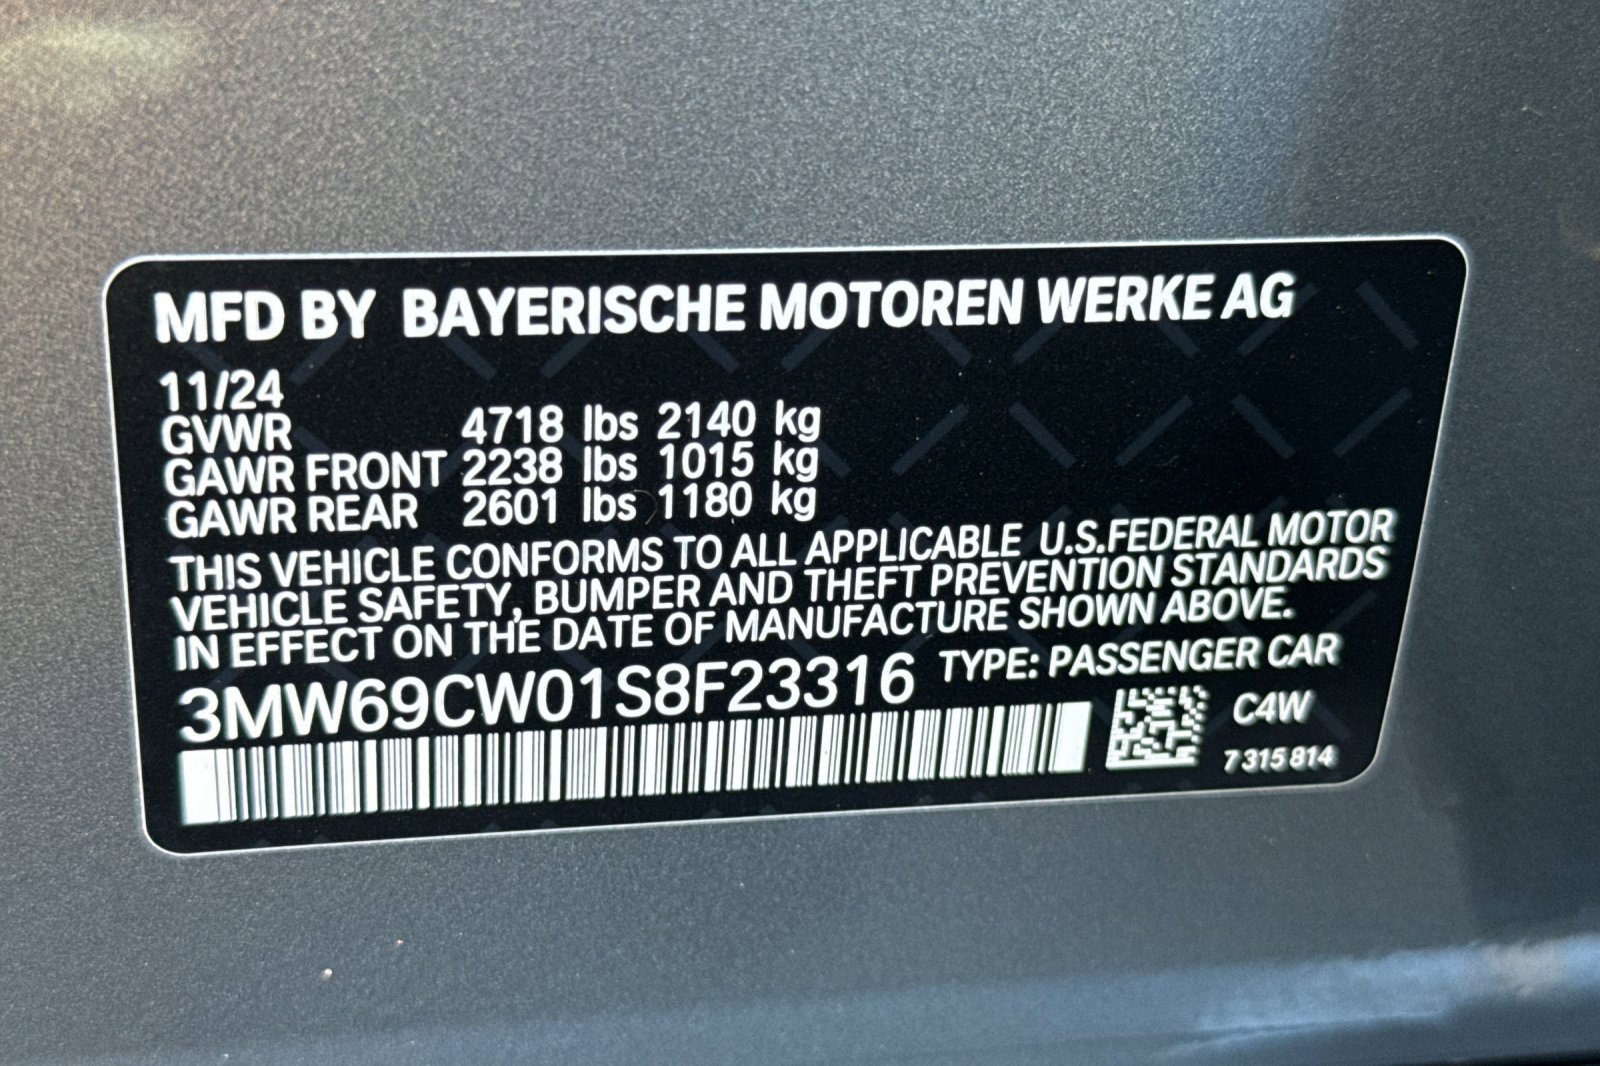 MFD BY BAYERISCHE MOTOREN WERKE AG
11/24
GVWR 4718 lbs 2140 kg
GAWR FRONT 2238 lbs 1015 kg
GAWR REAR 2601 lbs 1180 kg
THIS VEHICLE CONFORMS TO ALL APPLICABLE U.S.FEDERAL MOTOR
VEHICLE SAFETY, BUMPER AND THEFT PREVENTION STANDARDS
IN EFFECT ON THE DATE OF MANUFACTURE SHOWN ABOVE.
3MW69CW01S8F23316 TYPE: PASSENGER CAR
C4W
7 315 814